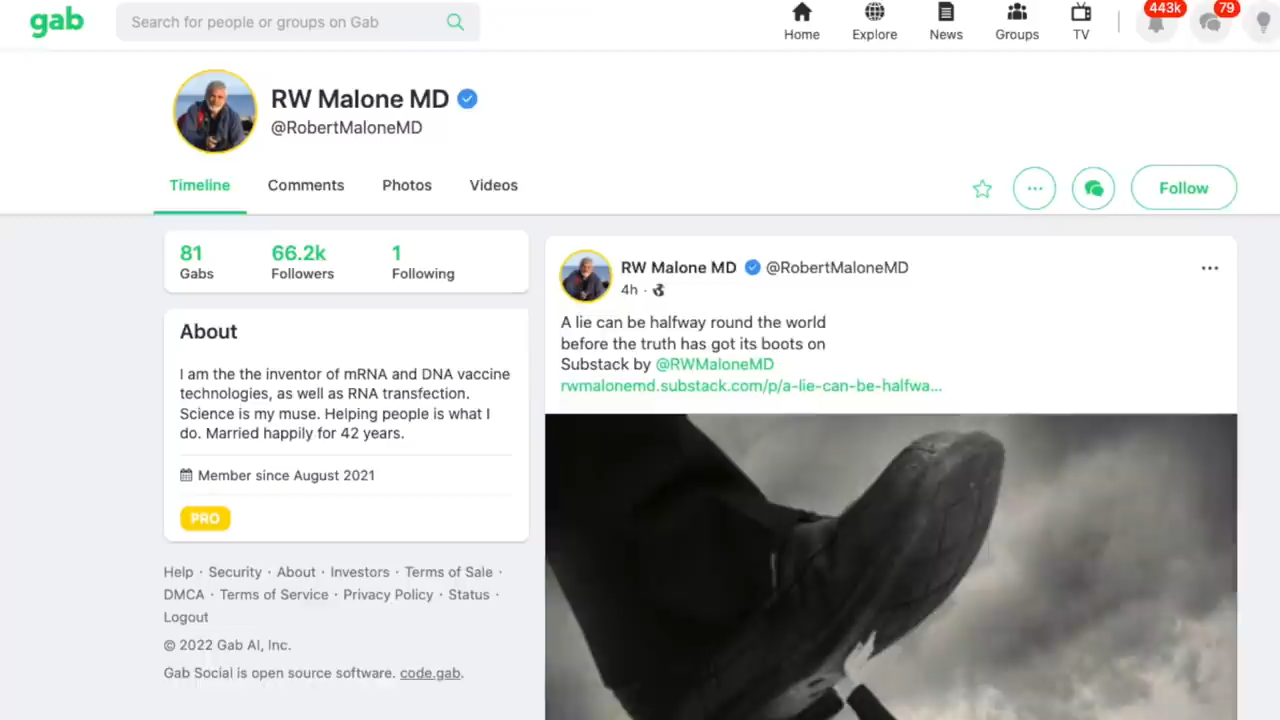 gab
Search for people or groups on Gab
Home
Explore
News
Groups
TV
443k
79
RW Malone MD
@RobertMaloneMD
Timeline
Comments
Photos
Videos
Follow
81
Gabs
66.2k
Followers
1
Following
About
I am the the inventor of mRNA and DNA vaccine
technologies, as well as RNA transfection.
Science is my muse. Helping people is what I
do. Married happily for 42 years.
Member since August 2021
PRO
Help · Security · About · Investors · Terms of Sale ·
DMCA · Terms of Service · Privacy Policy · Status ·
Logout
© 2022 Gab AI, Inc.
Gab Social is open source software. code.gab.
RW Malone MD @RobertMaloneMD
4h ·
A lie can be halfway round the world
before the truth has got its boots on
Substack by @RWMaloneMD
rwmalonemd.substack.com/p/a-lie-can-be-halfwa...